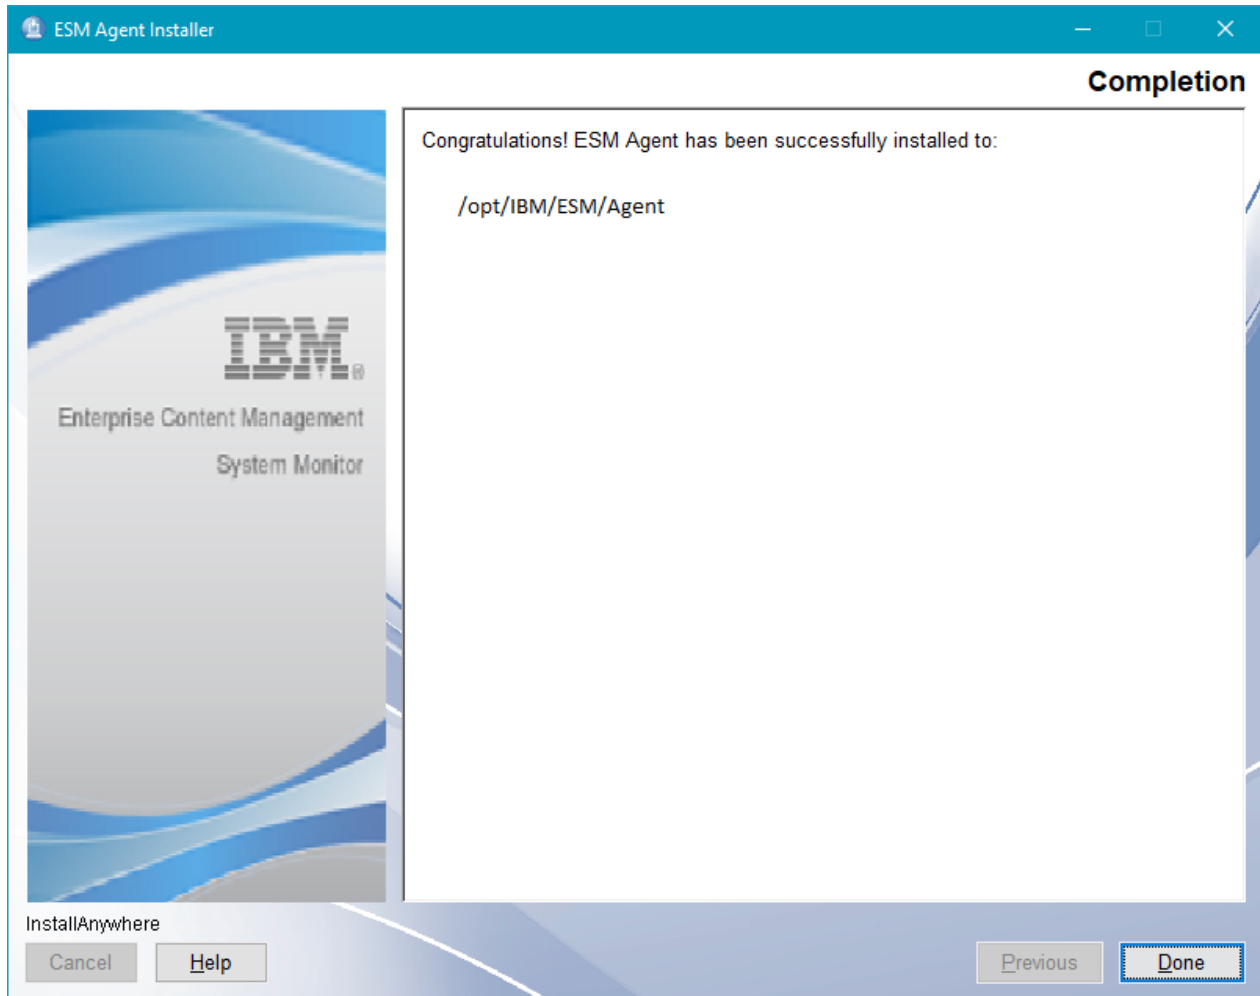 ESM Agent Installer
Completion
Congratulations! ESM Agent has been successfully installed to:
/opt/IBM/ESM/Agent
IBM®
Enterprise Content Management
System Monitor
InstallAnywhere
Cancel
Help
Previous
Done